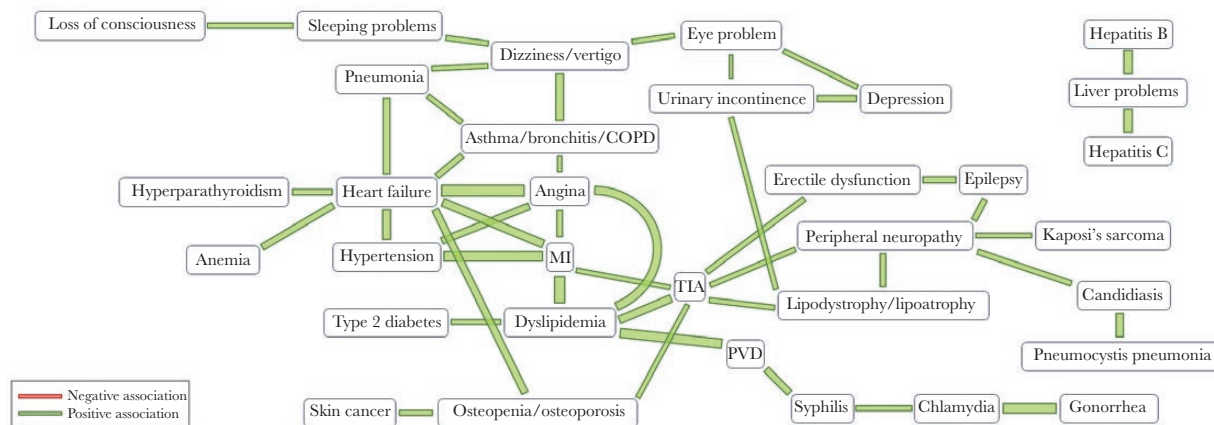 Loss of consciousness
Sleeping problems
Eye problem
Hepatitis B
Dizziness/vertigo
Pneumonia
Urinary incontinence
Depression
Liver problems
Asthma/bronchitis/COPD
Hepatitis C
Hyperparathyroidism
Heart failure
Angina
Erectile dysfunction
Epilepsy
Peripheral neuropathy
Kaposi's sarcoma
Anemia
Hypertension
MI
TIA
Candidiasis
Lipodystrophy/lipoatrophy
Type 2 diabetes
Dyslipidemia
PVD
Pneumocystis pneumonia
Negative association
Positive association
Skin cancer
Osteopenia/osteoporosis
Syphilis
Chlamydia
Gonorrhea